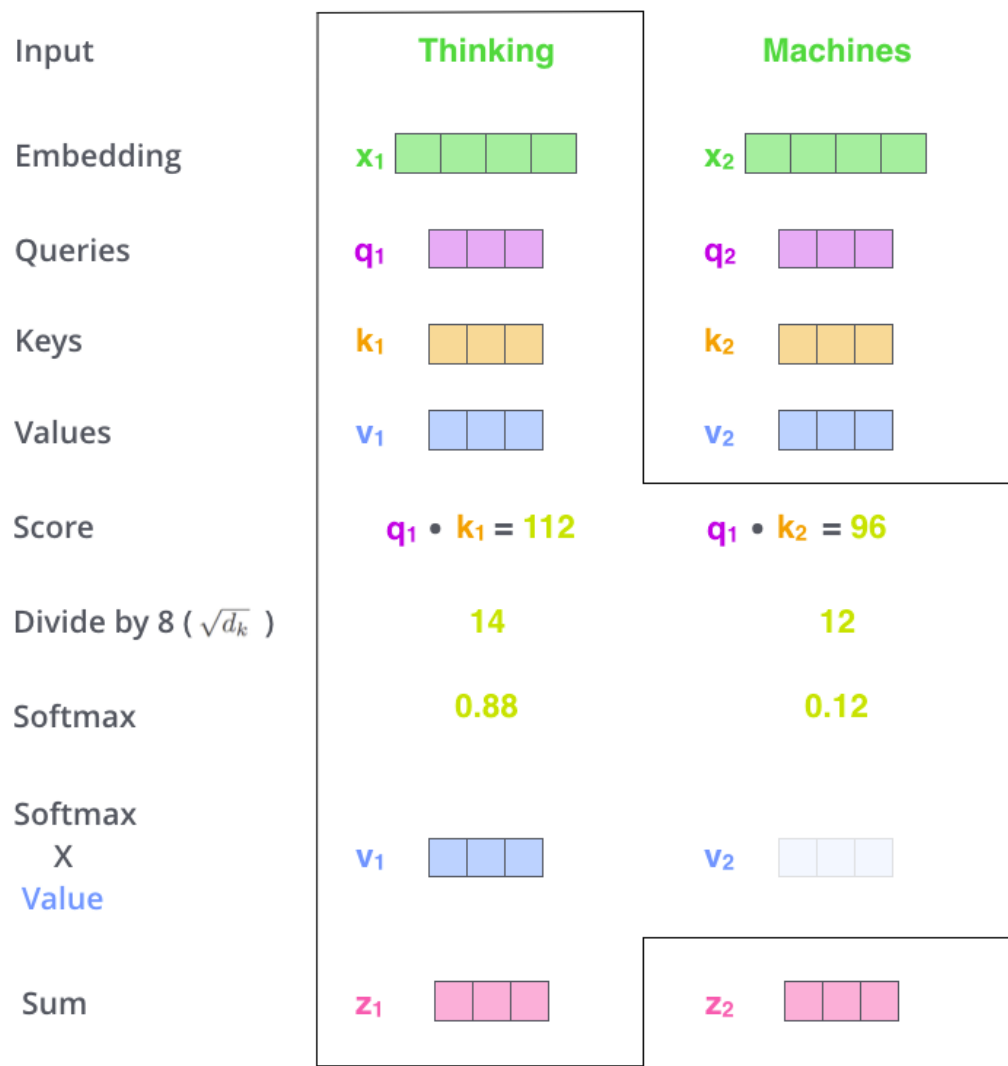 Input Thinking Machines
Embedding x₁ x₂
Queries q₁ q₂
Keys k₁ k₂
Values v₁ v₂
Score q₁ • k₁ = 112 q₁ • k₂ = 96
Divide by 8 ( √dₖ ) 14 12
Softmax 0.88 0.12
Softmax
X v₁ v₂
Value
Sum z₁ z₂